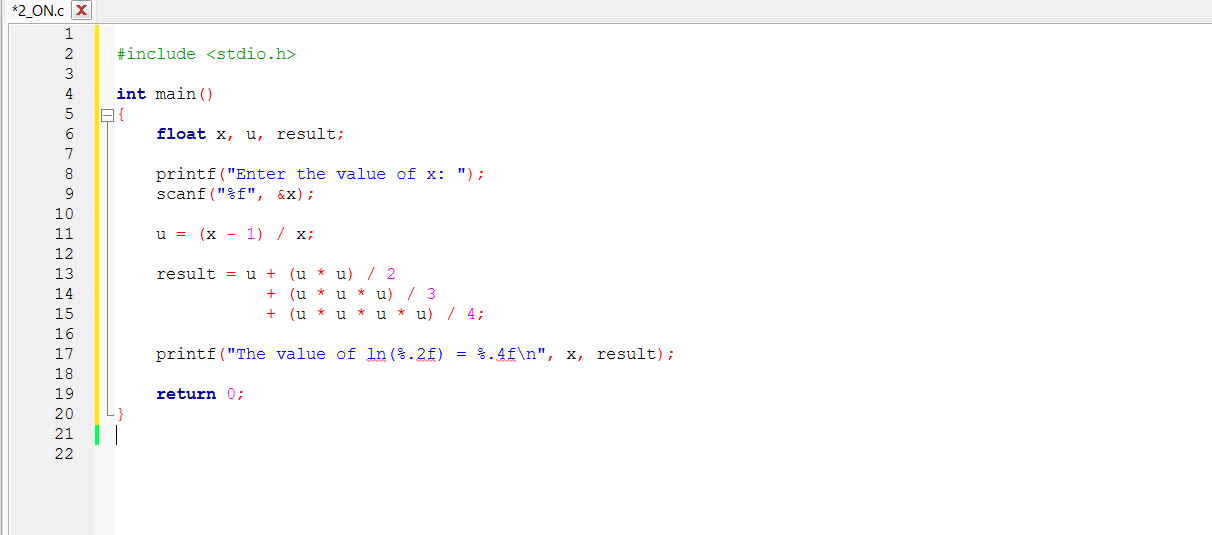 *2_ON.c X
1
2 #include <stdio.h>
3
4 int main()
5 {
6     float x, u, result;
7
8     printf("Enter the value of x: ");
9     scanf("%f", &x);
10
11     u = (x - 1) / x;
12
13     result = u + (u * u) / 2
14                + (u * u * u) / 3
15                + (u * u * u * u) / 4;
16
17     printf("The value of ln(%.2f) = %.4f\n", x, result);
18
19     return 0;
20 }
21
22